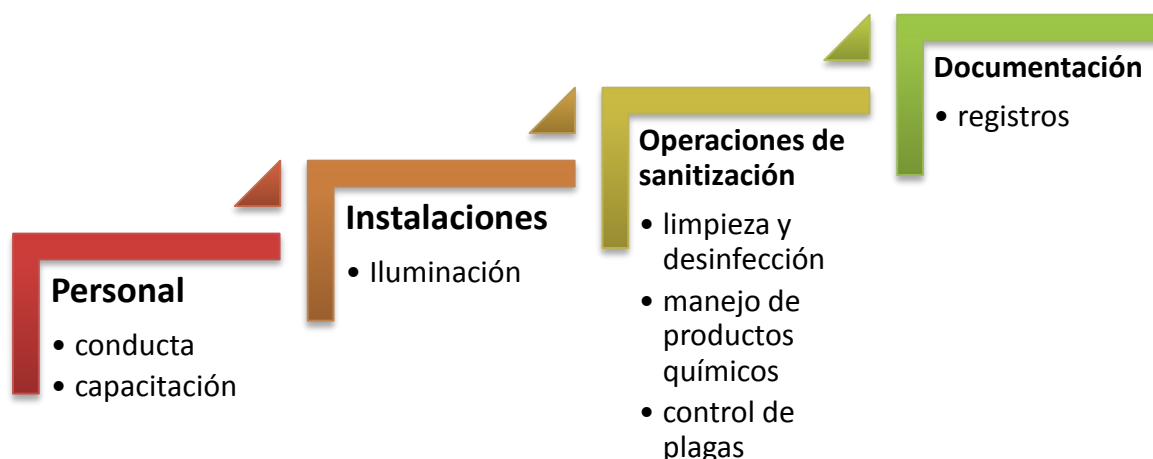 Personal
• conducta
• capacitación
Instalaciones
• Iluminación
Operaciones de
sanitización
• limpieza y
desinfección
• manejo de
productos
químicos
• control de
plagas
Documentación
• registros